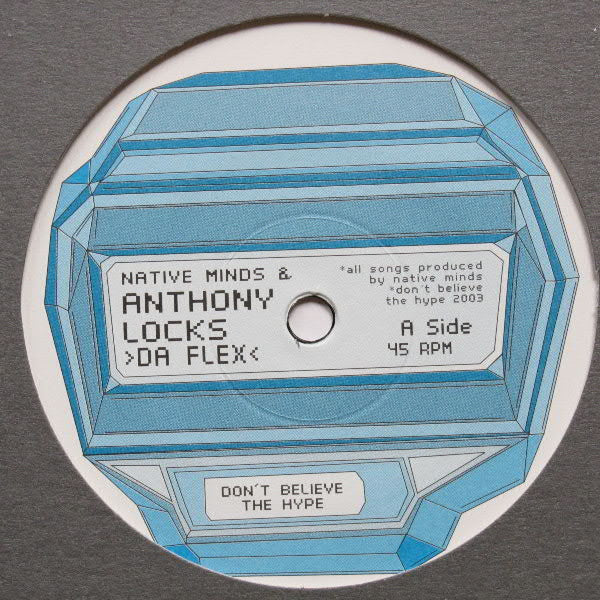 NATIVE MINDS &
ANTHONY
LOCKS
>DA FLEX<
*all songs produced
by native minds
*don´t believe
the hype 2003
A Side
45 RPM
DON´T BELIEVE
THE HYPE